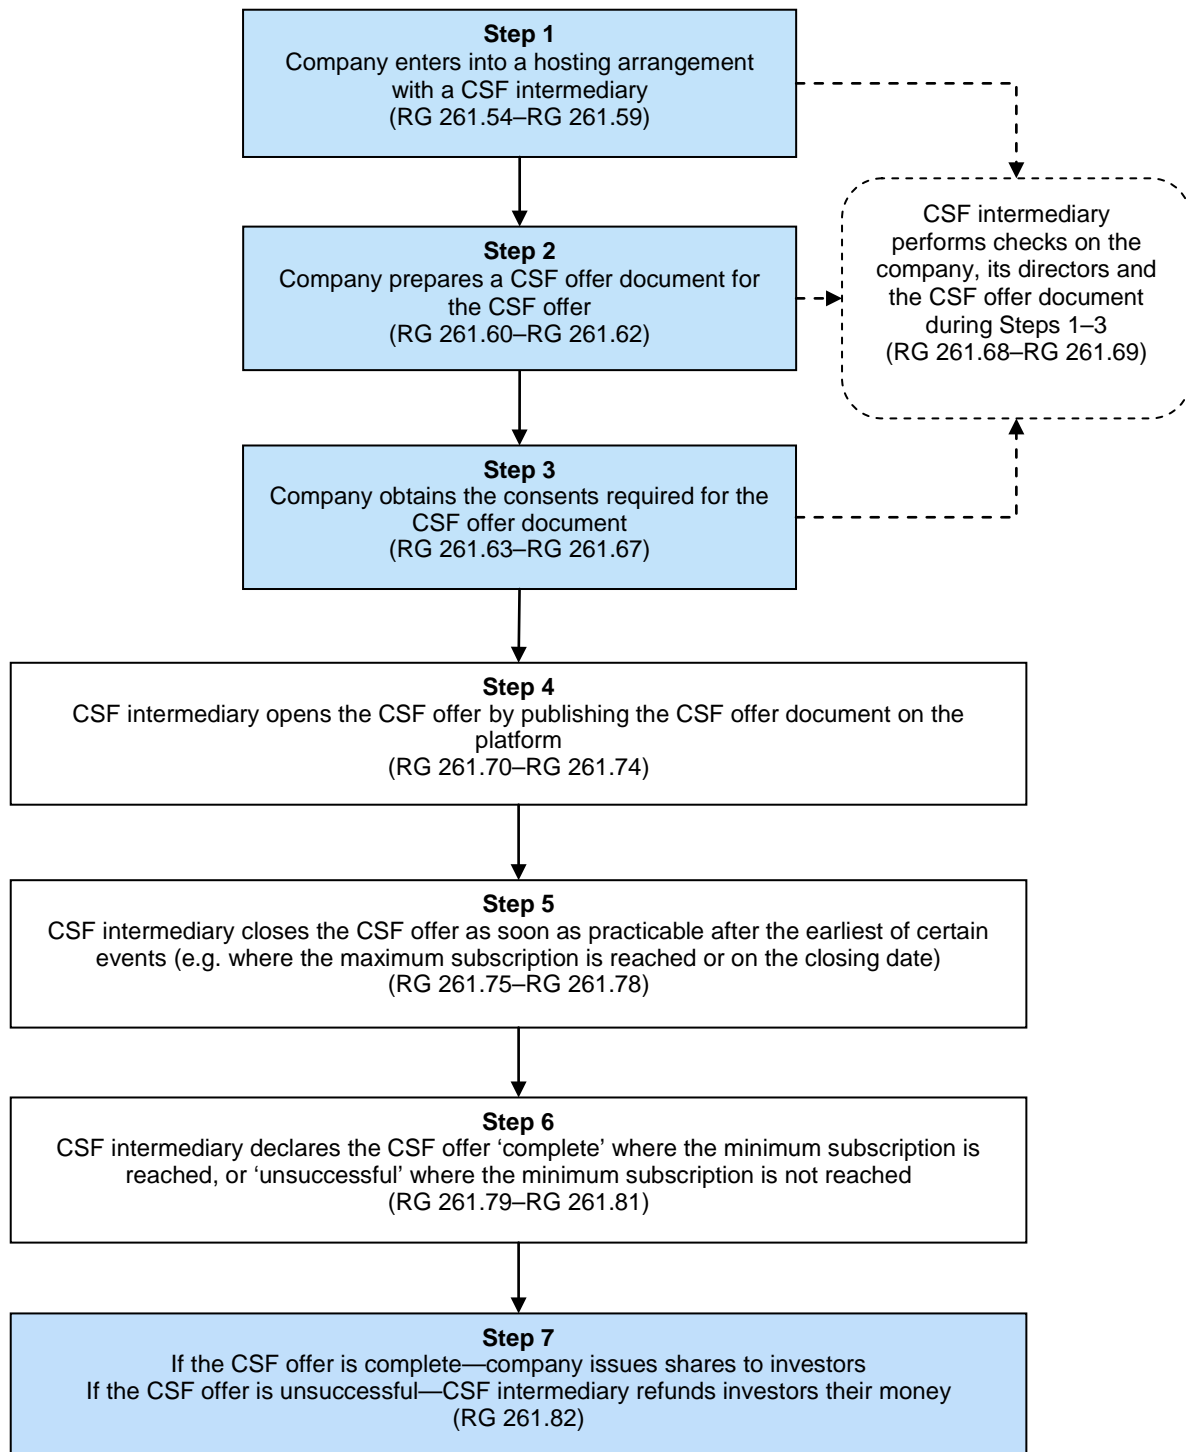 Step 1
Company enters into a hosting arrangement
with a CSF intermediary
(RG 261.54–RG 261.59)
CSF intermediary
performs checks on the
company, its directors and
the CSF offer document
during Steps 1–3
(RG 261.68–RG 261.69)
Step 2
Company prepares a CSF offer document for
the CSF offer
(RG 261.60–RG 261.62)
Step 3
Company obtains the consents required for the
CSF offer document
(RG 261.63–RG 261.67)
Step 4
CSF intermediary opens the CSF offer by publishing the CSF offer document on the
platform
(RG 261.70–RG 261.74)
Step 5
CSF intermediary closes the CSF offer as soon as practicable after the earliest of certain
events (e.g. where the maximum subscription is reached or on the closing date)
(RG 261.75–RG 261.78)
Step 6
CSF intermediary declares the CSF offer ‘complete’ where the minimum subscription is
reached, or ‘unsuccessful’ where the minimum subscription is not reached
(RG 261.79–RG 261.81)
Step 7
If the CSF offer is complete—company issues shares to investors
If the CSF offer is unsuccessful—CSF intermediary refunds investors their money
(RG 261.82)